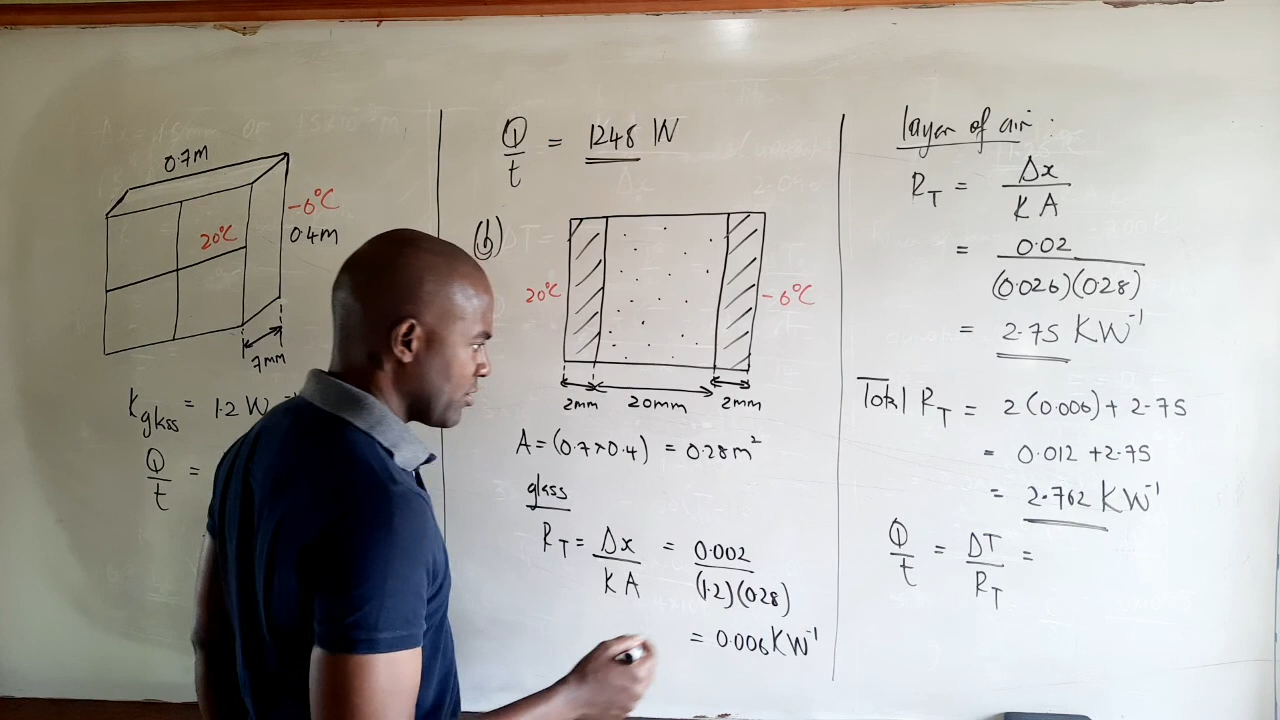 0.7m
-6°C
20°C
0.4m
7mm
Kglass = 1.2 W
Q/t =
Q/t = 1248 W
(b)
20°C
-6°C
2mm 20mm 2mm
A = (0.7×0.4) = 0.28m²
glass
R_T = Δx/KA = 0.002/(1.2)(0.28)
= 0.006KW⁻¹
layer of air:
R_T = Δx/KA
= 0.02/(0.026)(0.28)
= 2.75 KW⁻¹
Total R_T = 2(0.006) + 2.75
= 0.012 + 2.75
= 2.762 KW⁻¹
Q/t = ΔT/R_T =